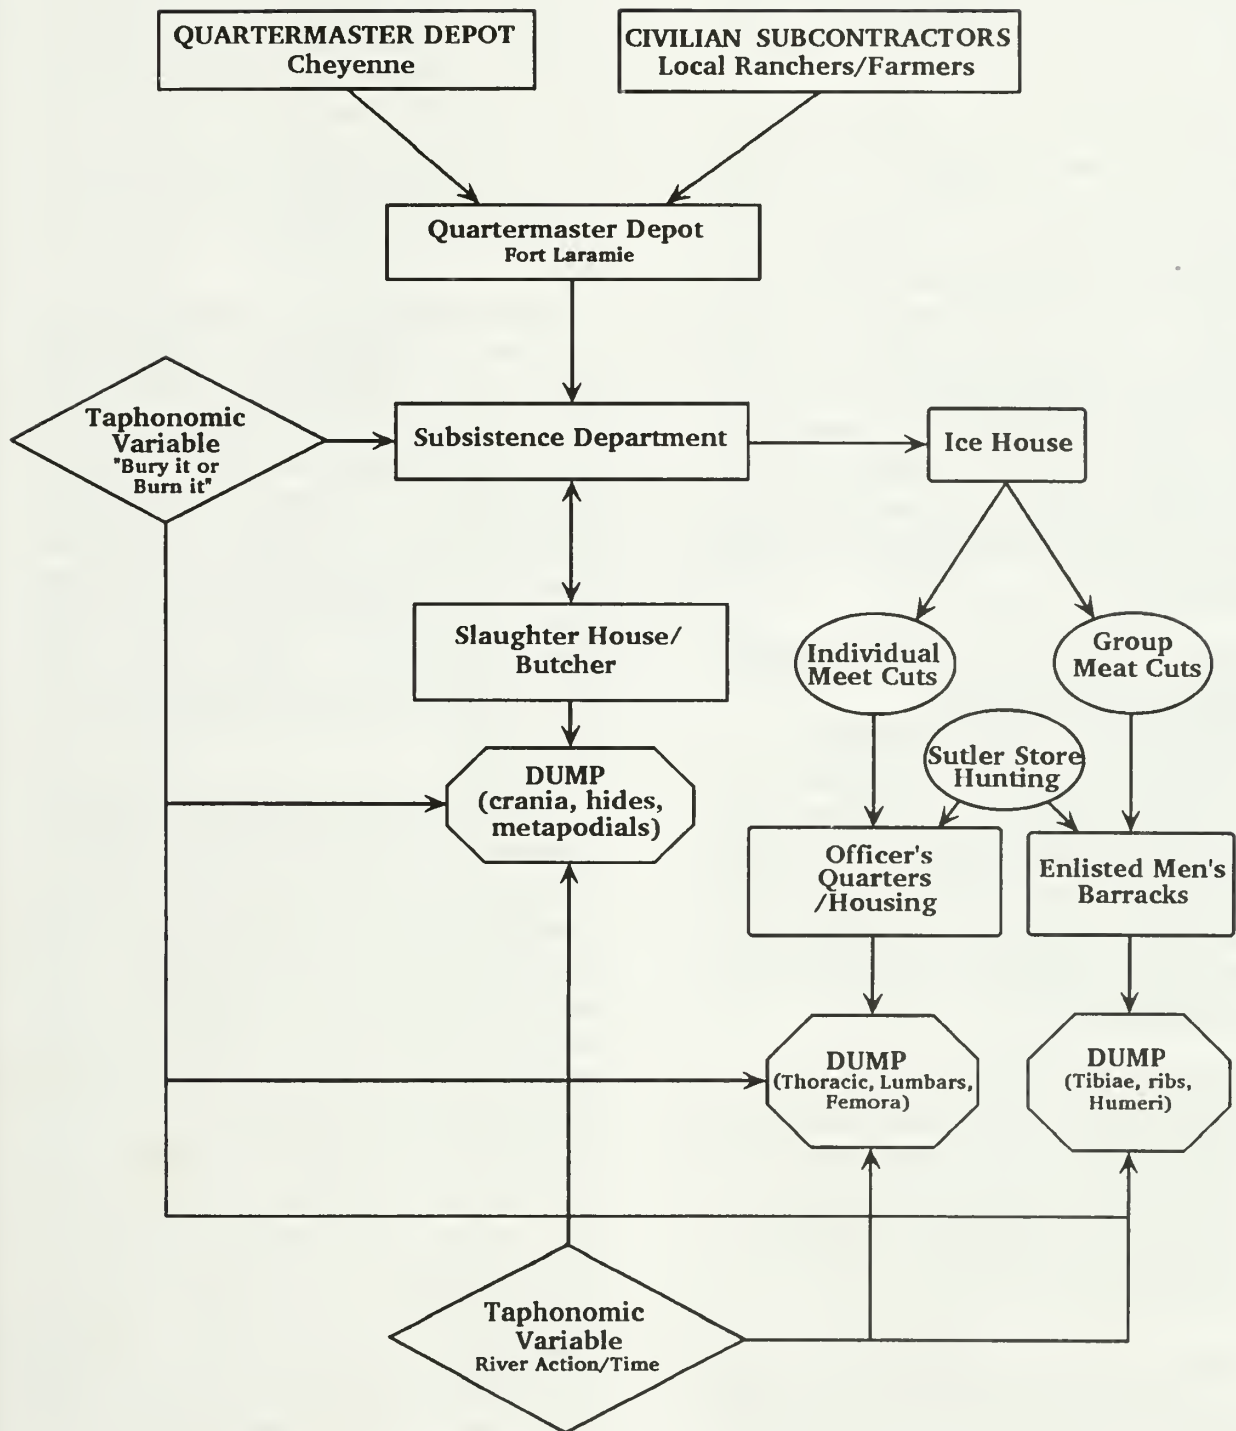 QUARTERMASTER DEPOT
Cheyenne
CIVILIAN SUBCONTRACTORS
Local Ranchers/Farmers
Quartermaster Depot
Fort Laramie
Taphonomic
Variable
"Bury it or
Burn it"
Subsistence Department
Ice House
Slaughter House/
Butcher
Individual
Meet Cuts
Group
Meat Cuts
Sutler Store
Hunting
DUMP
(crania, hides,
metapodials)
Officer's
Quarters
/Housing
Enlisted Men's
Barracks
DUMP
(Thoracic, Lumbars,
Femora)
DUMP
(Tibiae, ribs,
Humeri)
Taphonomic
Variable
River Action/Time